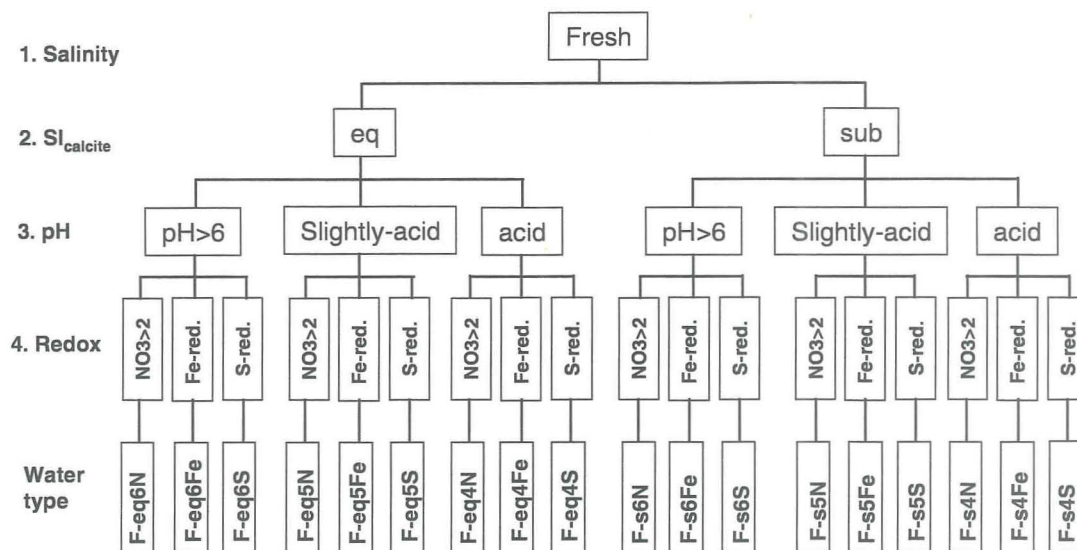 Fresh
1. Salinity
eq
sub
2. SIcalcite
3. pH
pH>6
Slightly-acid
acid
pH>6
Slightly-acid
acid
4. Redox
NO3>2
Fe-red.
S-red.
NO3>2
Fe-red.
S-red.
NO3>2
Fe-red.
S-red.
NO3>2
Fe-red.
S-red.
NO3>2
Fe-red.
S-red.
NO3>2
Fe-red.
S-red.
Water
type
F-eq6N
F-eq6Fe
F-eq6S
F-eq5N
F-eq5Fe
F-eq5S
F-eq4N
F-eq4Fe
F-eq4S
F-s6N
F-s6Fe
F-s6S
F-s5N
F-s5Fe
F-s5S
F-s4N
F-s4Fe
F-s4S